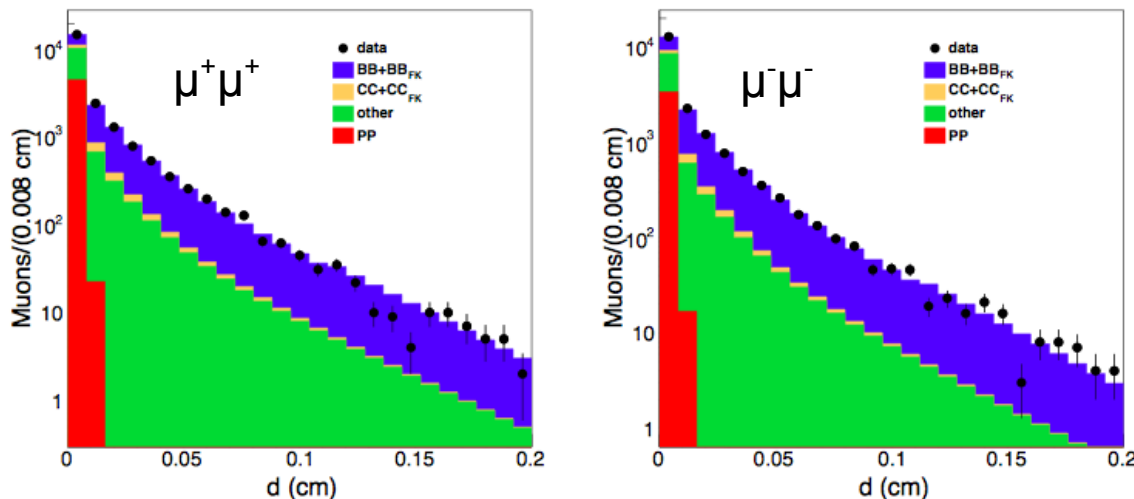 μ⁺μ⁺
data
BB+BB_FK
CC+CC_FK
other
PP
Muons/(0.008 cm)
10⁴
10³
10²
10
1
0
0.05
0.1
0.15
0.2
d (cm)
μ⁻μ⁻
data
BB+BB_FK
CC+CC_FK
other
PP
Muons/(0.008 cm)
10⁴
10³
10²
10
1
0
0.05
0.1
0.15
0.2
d (cm)